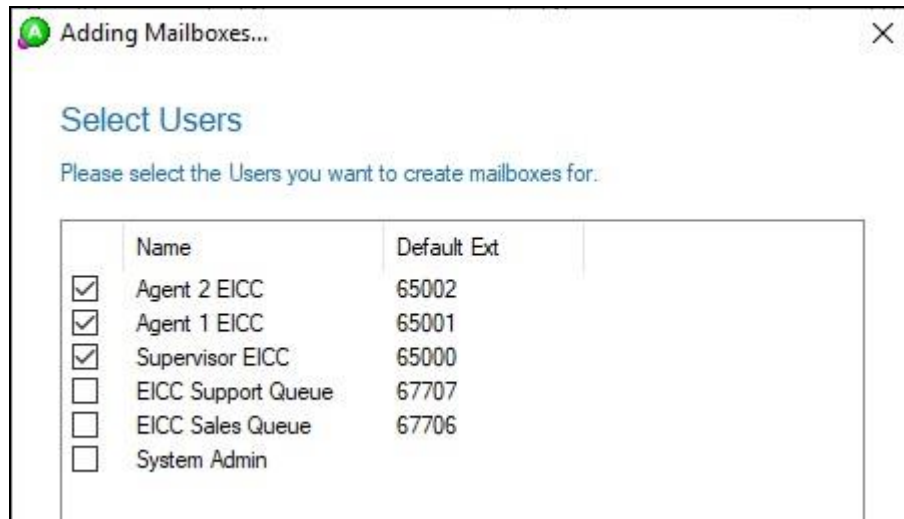 Adding Mailboxes...
Select Users
Please select the Users you want to create mailboxes for.
Name Default Ext
Agent 2 EICC 65002
Agent 1 EICC 65001
Supervisor EICC 65000
EICC Support Queue 67707
EICC Sales Queue 67706
System Admin